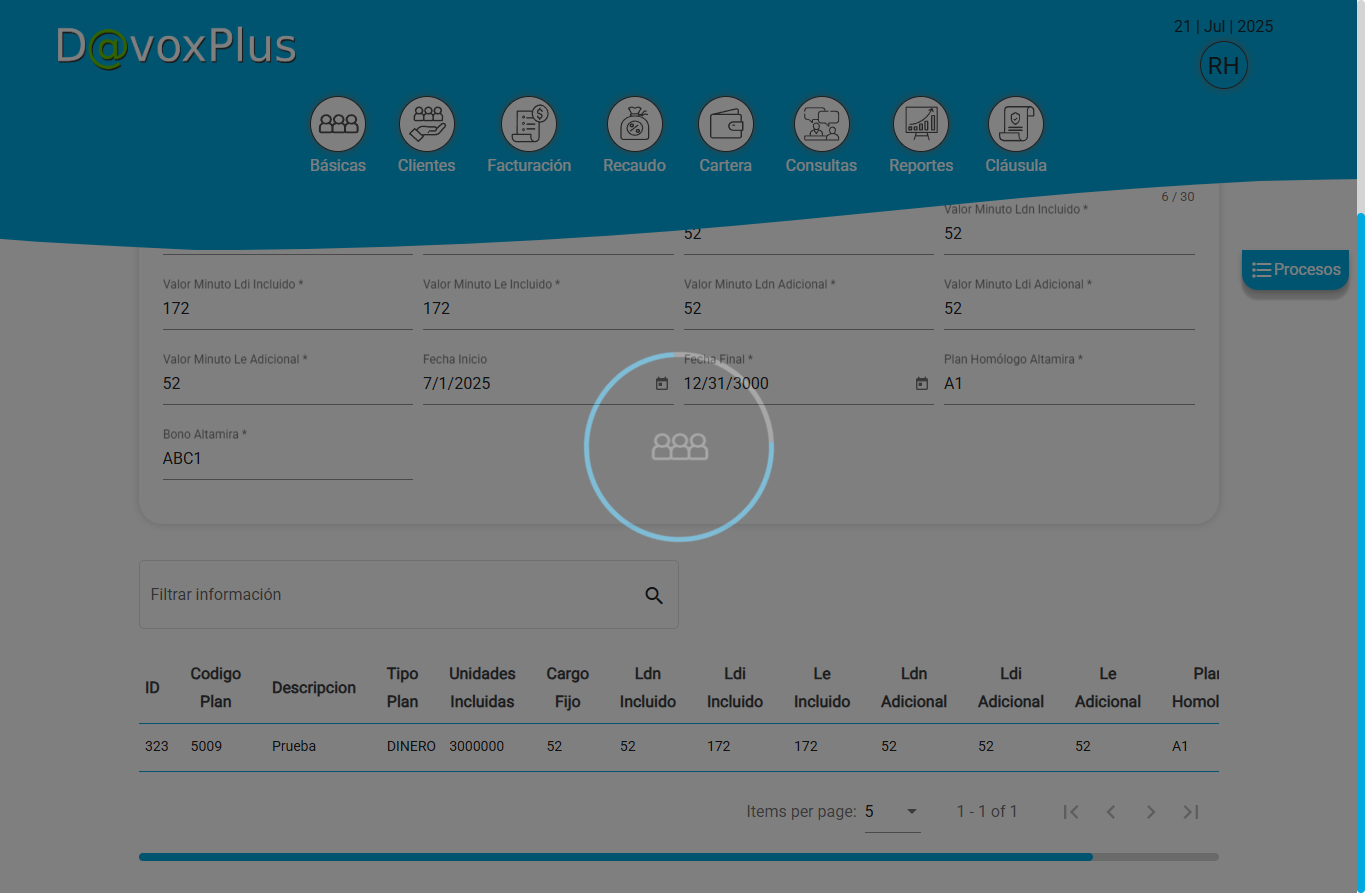 D@voxPlus
21 | Jul | 2025
RH
Básicas
Clientes
Facturación
Recaudo
Cartera
Consultas
Reportes
Cláusula
6 / 30
Valor Minuto Ldn Incluido *
52
52
Procesos
Valor Minuto Ldi Incluido *
Valor Minuto Le Incluido *
Valor Minuto Ldn Adicional *
Valor Minuto Ldi Adicional *
172
172
52
52
Valor Minuto Le Adicional *
Fecha Inicio
Fecha Final *
Plan Homólogo Altamira *
52
7/1/2025
12/31/3000
A1
Bono Altamira *
ABC1
Filtrar información
ID
Codigo
Plan
Descripcion
Tipo
Plan
Unidades
Incluidas
Cargo
Fijo
Ldn
Incluido
Ldi
Incluido
Le
Incluido
Ldn
Adicional
Ldi
Adicional
Le
Adicional
Plan
Homol
323 5009 Prueba DINERO 3000000 52 52 172 172 52 52 52 A1
Items per page: 5 1 - 1 of 1